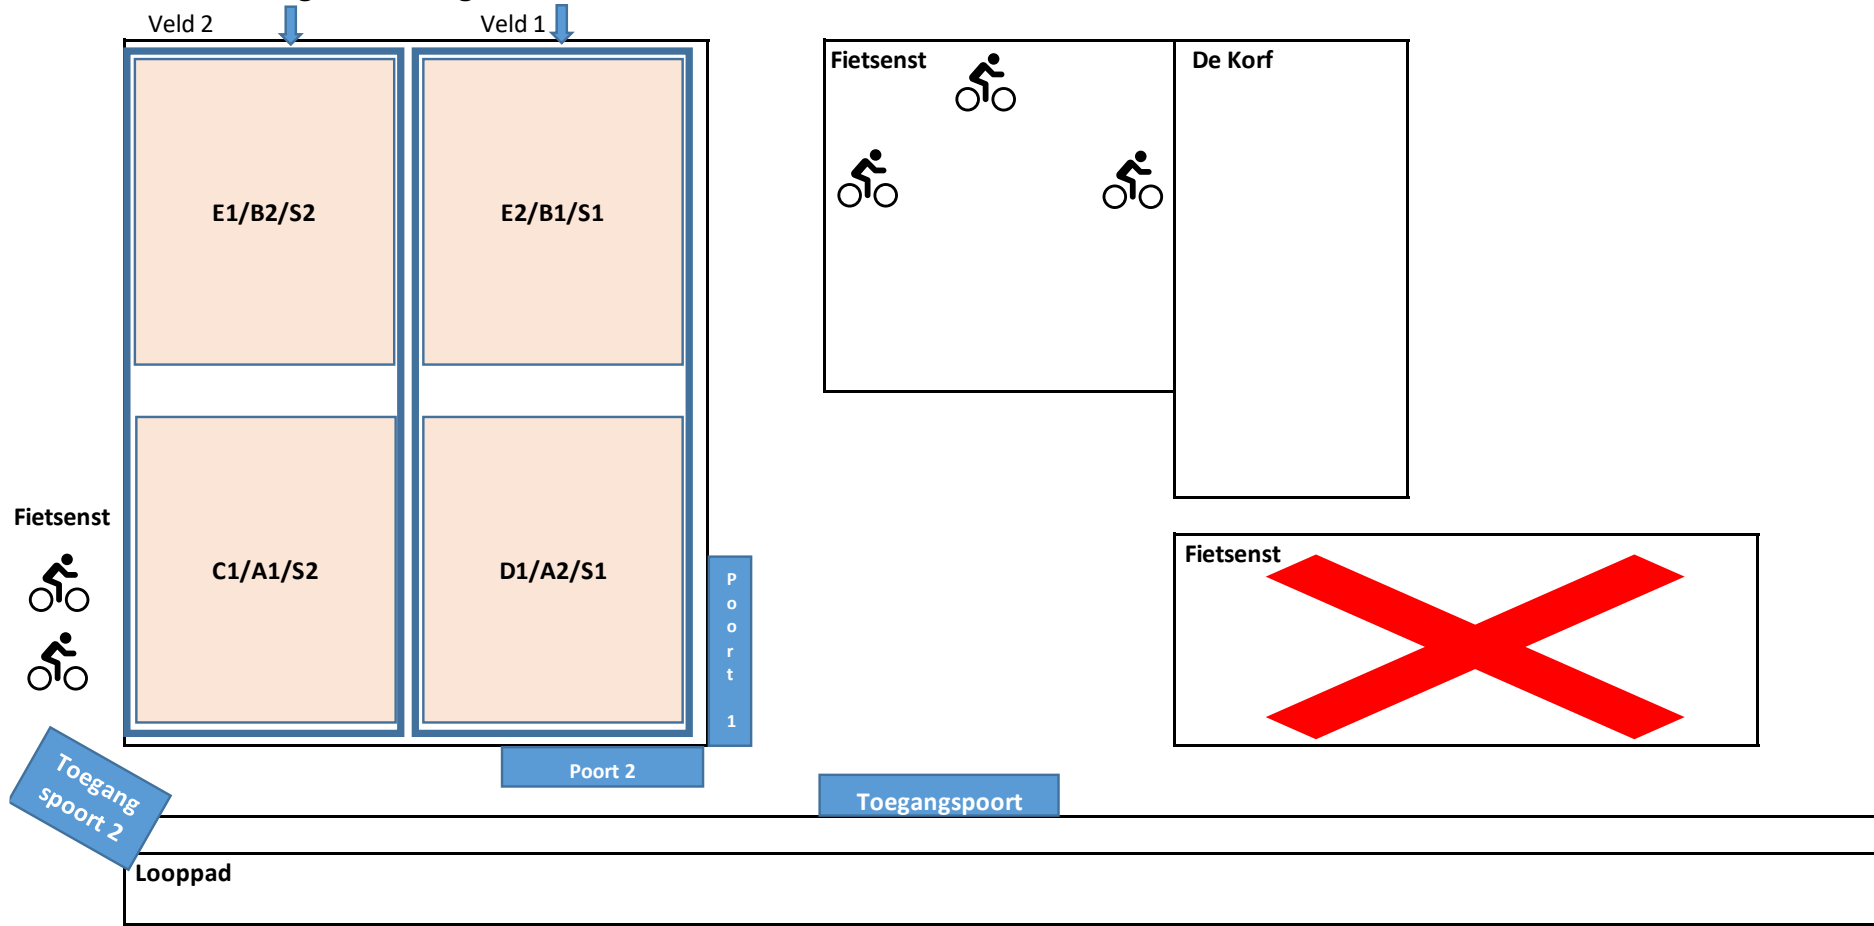 Veld 2
Veld 1
Fietsenst
De Korf
E1/B2/S2
E2/B1/S1
Fietsenst
Fietsenst
C1/A1/S2
D1/A2/S1
P
o
o
r
t
1
Poort 2
Toegang
spoort 2
Toegangspoort
Looppad